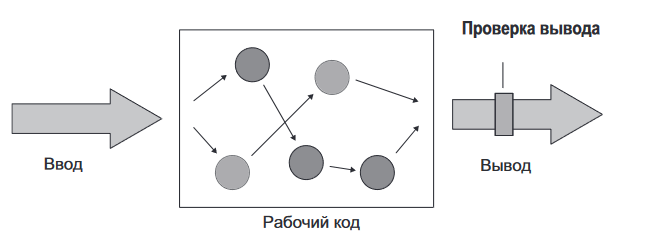 Проверка вывода
Ввод
Вывод
Рабочий код